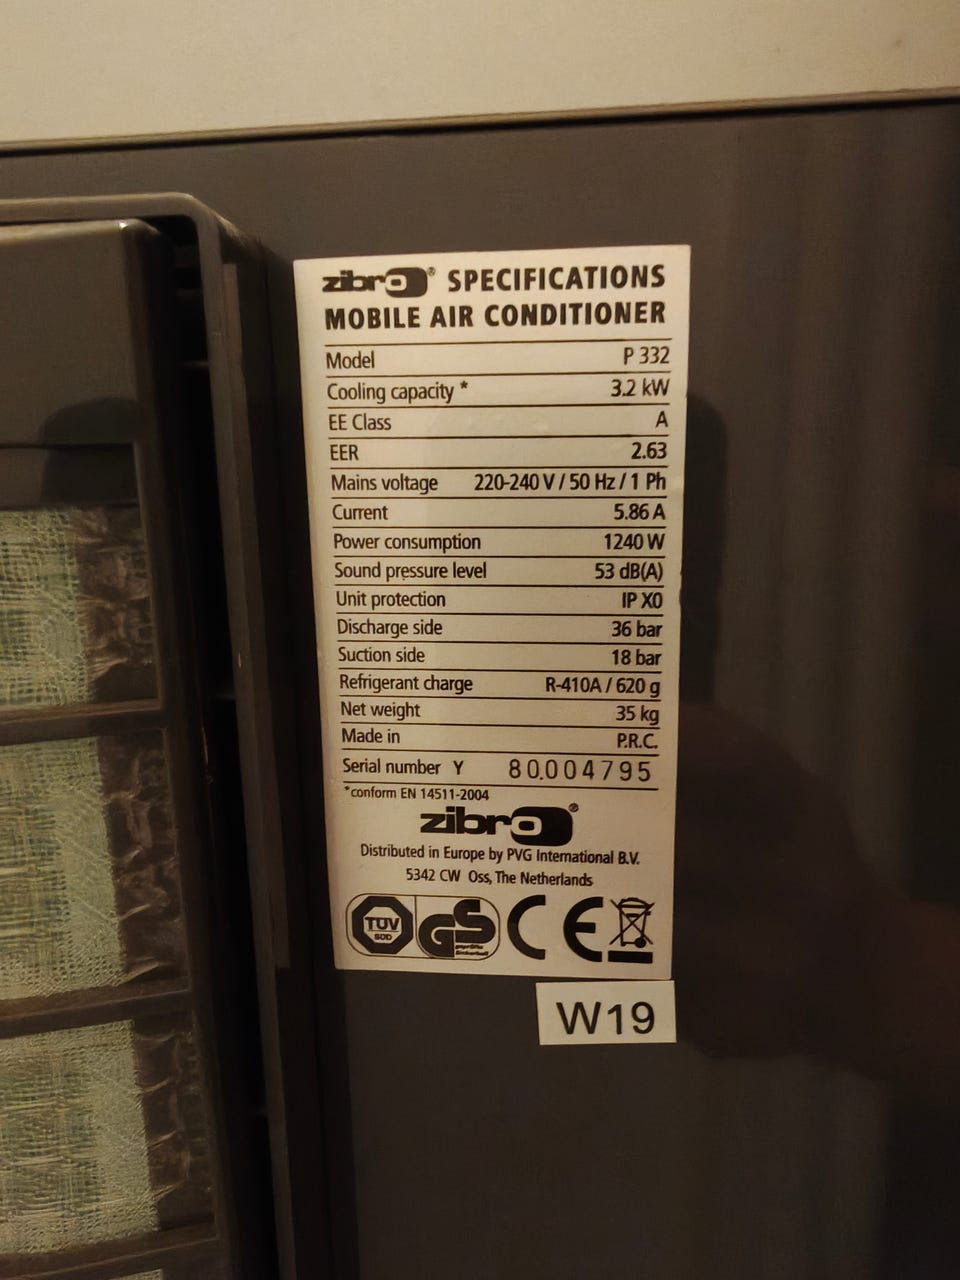 zibro® SPECIFICATIONS
MOBILE AIR CONDITIONER
Model P 332
Cooling capacity * 3.2 kW
EE Class A
EER 2.63
Mains voltage 220-240 V / 50 Hz / 1 Ph
Current 5.86 A
Power consumption 1240 W
Sound pressure level 53 dB(A)
Unit protection IP X0
Discharge side 36 bar
Suction side 18 bar
Refrigerant charge R-410A / 620 g
Net weight 35 kg
Made in P.R.C.
Serial number Y 80.004795
*conform EN 14511-2004
zibro®
Distributed in Europe by PVG International B.V.
5342 CW Oss, The Netherlands
TÜV
SÜD
GS
geprüfte
Sicherheit
CE
W19